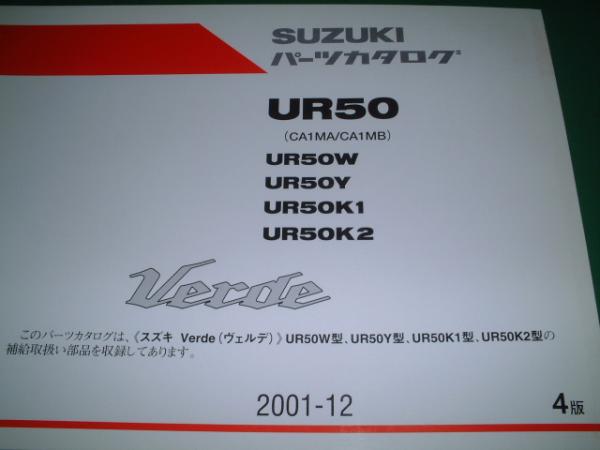 SUZUKI
パーツカタログ
UR50
(CA1MA/CA1MB)
UR50W
UR50Y
UR50K1
UR50K2
Verde
このパーツカタログは、《スズキ Verde（ヴェルデ）》UR50W型、UR50Y型、UR50K1型、UR50K2型の
補給取扱い部品を収録してあります。
2001-12
4版